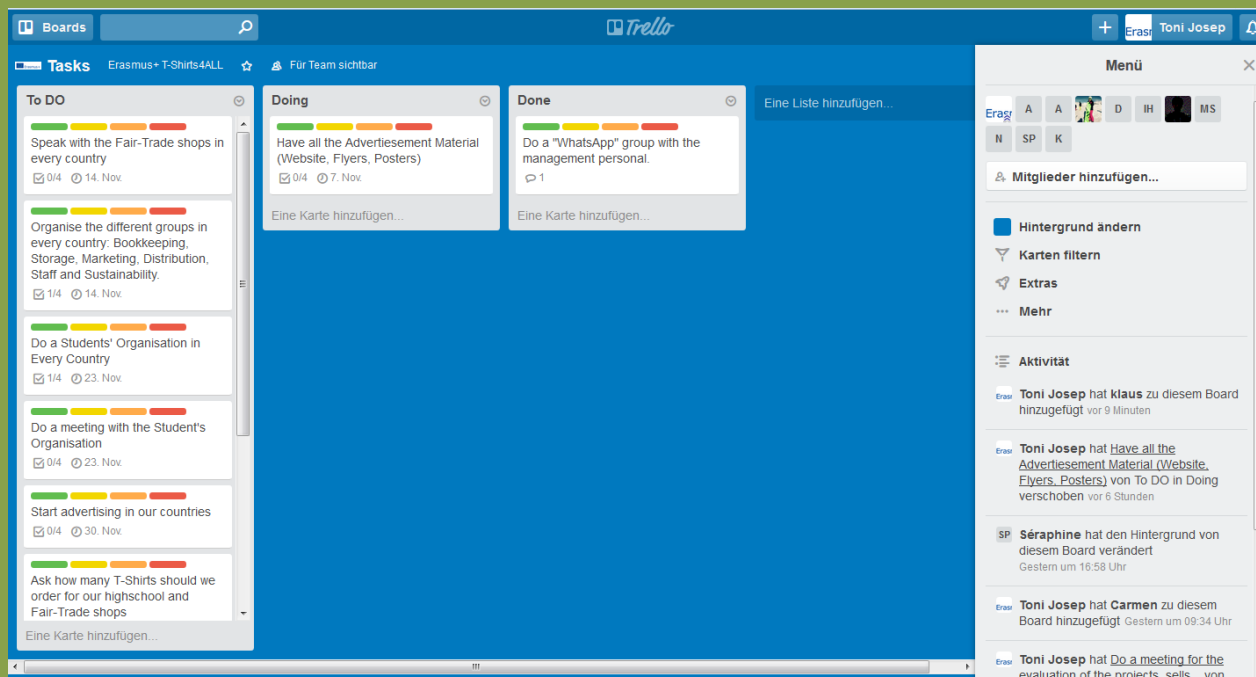 Boards
Trello
+
Erasr
Toni Josep
Tasks
Erasmus+ T-Shirts4ALL
Für Team sichtbar
To DO
Speak with the Fair-Trade shops in
every country
0/4 14. Nov.
Organise the different groups in
every country: Bookkeeping,
Storage, Marketing, Distribution,
Staff and Sustainability.
1/4 14. Nov.
Do a Students' Organisation in
Every Country
1/4 23. Nov.
Do a meeting with the Student's
Organisation
0/4 23. Nov.
Start advertising in our countries
0/4 30. Nov.
Ask how many T-Shirts should we
order for our highschool and
Fair-Trade shops
Eine Karte hinzufügen...
Doing
Have all the Advertiesement Material
(Website, Flyers, Posters)
0/4 7. Nov.
Eine Karte hinzufügen...
Done
Do a "WhatsApp" group with the
management personal.
1
Eine Karte hinzufügen...
Eine Liste hinzufügen...
Menü
Erasr A A D IH MS
N SP K
Mitglieder hinzufügen...
Hintergrund ändern
Karten filtern
Extras
Mehr
Aktivität
Toni Josep hat klaus zu diesem Board
hinzugefügt vor 9 Minuten
Toni Josep hat Have all the
Advertiesement Material (Website,
Flyers, Posters) von To DO in Doing
verschoben vor 6 Stunden
SP Séraphine hat den Hintergrund von
diesem Board verändert
Gestern um 16:58 Uhr
Toni Josep hat Carmen zu diesem
Board hinzugefügt Gestern um 09:34 Uhr
Toni Josep hat Do a meeting for the
evaluation of the projects, sells... von